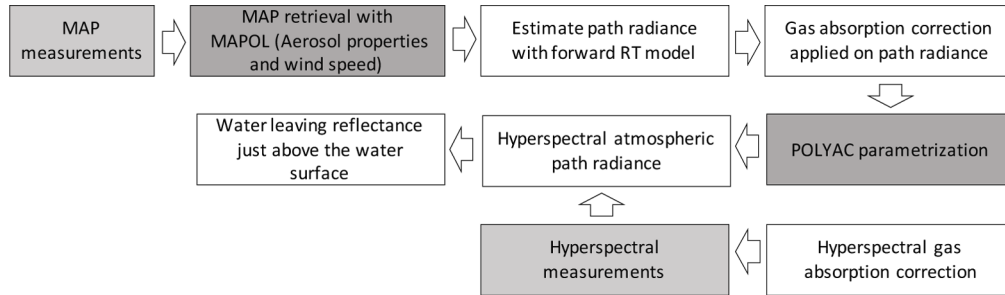 MAP
measurements
MAP retrieval with
MAPOL (Aerosol properties
and wind speed)
Estimate path radiance
with forward RT model
Gas absorption correction
applied on path radiance
POLYAC parametrization
Hyperspectral atmospheric
path radiance
Water leaving reflectance
just above the water
surface
Hyperspectral
measurements
Hyperspectral gas
absorption correction